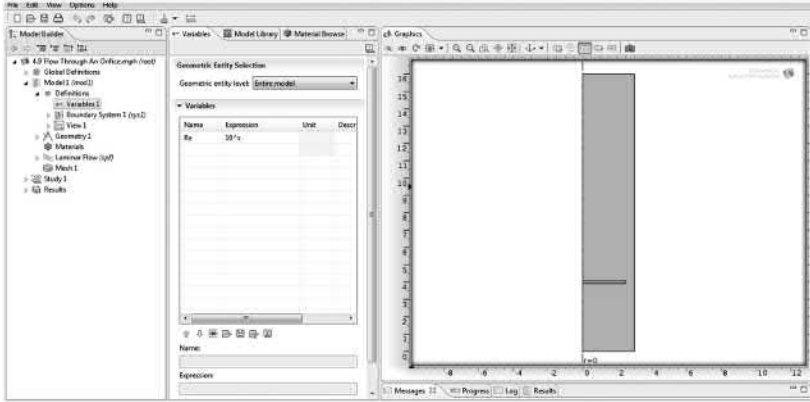 File Edit View Options Help
Model Builder
4.9 Flow Through An Orifice.mph (root)
Global Definitions
Model 1 (mod1)
Definitions
Variables 1
Boundary System 1 (sys1)
View 1
Geometry 1
Materials
Laminar Flow (spf)
Mesh 1
Study 1
Results
Variables
Model Library
Material Browse
Geometric Entity Selection
Geometric entity level: Entire model
Variables
Name Expression Unit Descr
Re 10^x
Name:
Expression:
Graphics
16
15
14
13
12
11
10
9
8
7
6
5
4
3
2
1
0
r=0
-8 -6 -4 -2 0 2 4 6 8 10 12
Messages Progress Log Results